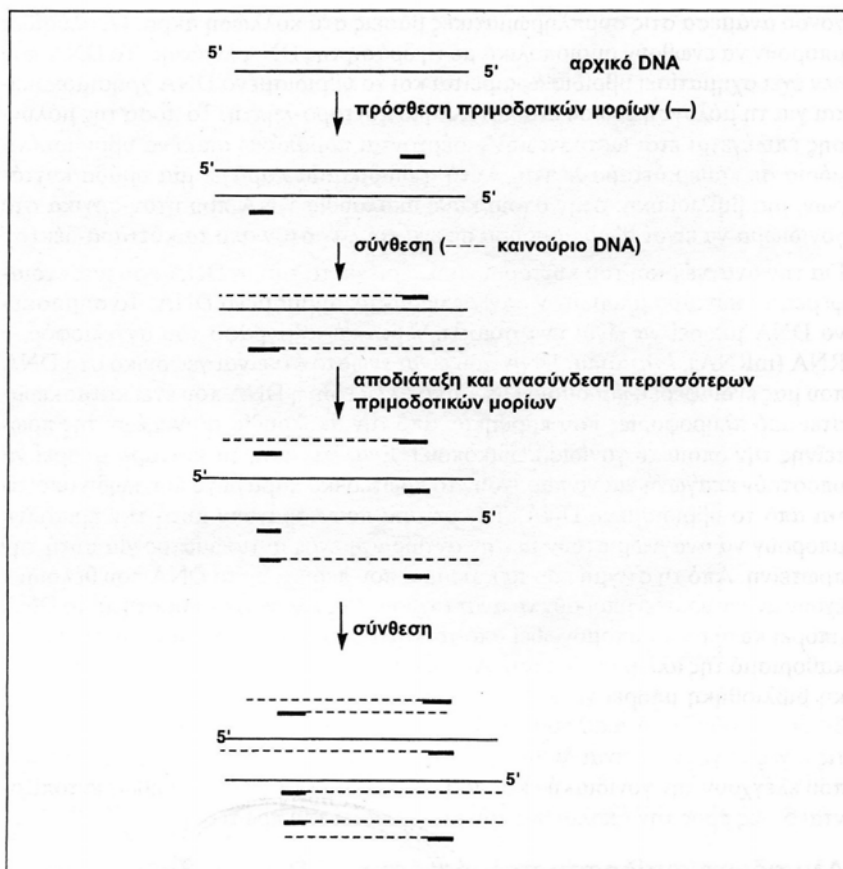 5'
5' αρχικό DNA
πρόσθεση πριμοδοτικών μορίων (—)
5'
5'
σύνθεση (- - - - καινούριο DNA)
αποδιάταξη και ανασύνδεση περισσότερων
πριμοδοτικών μορίων
5'
5'
σύνθεση
5'
5'